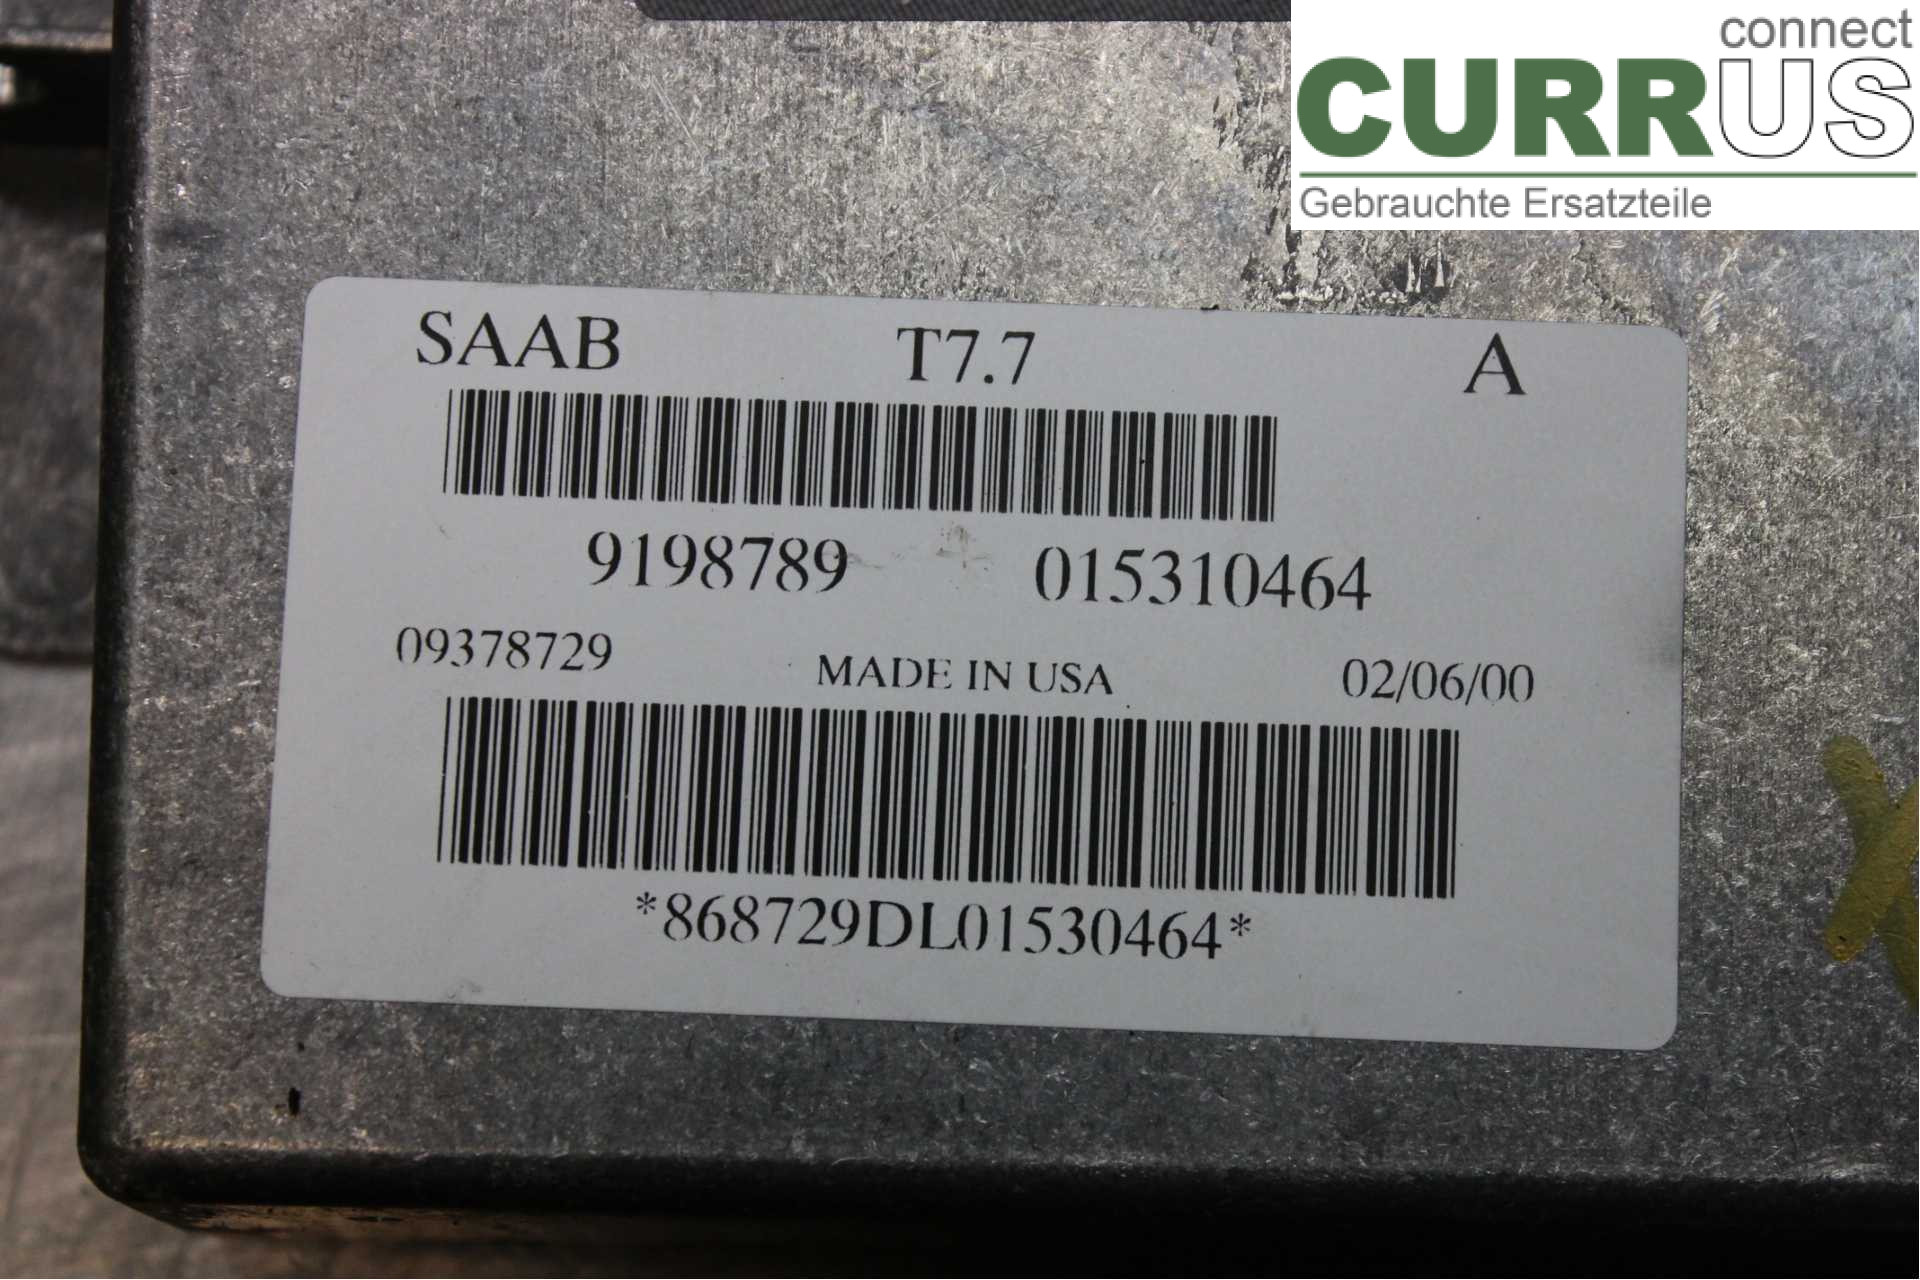 connect
CURRUS
Gebrauchte Ersatzteile
SAAB T7.7 A
9198789 015310464
09378729 MADE IN USA 02/06/00
*868729DL01530464*